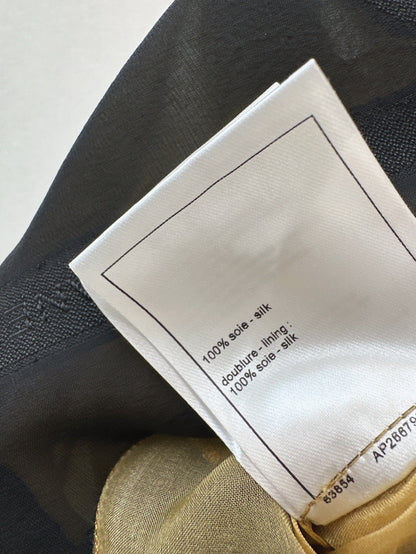 100% soie - silk
doublure - lining :
100% soie - silk
63854